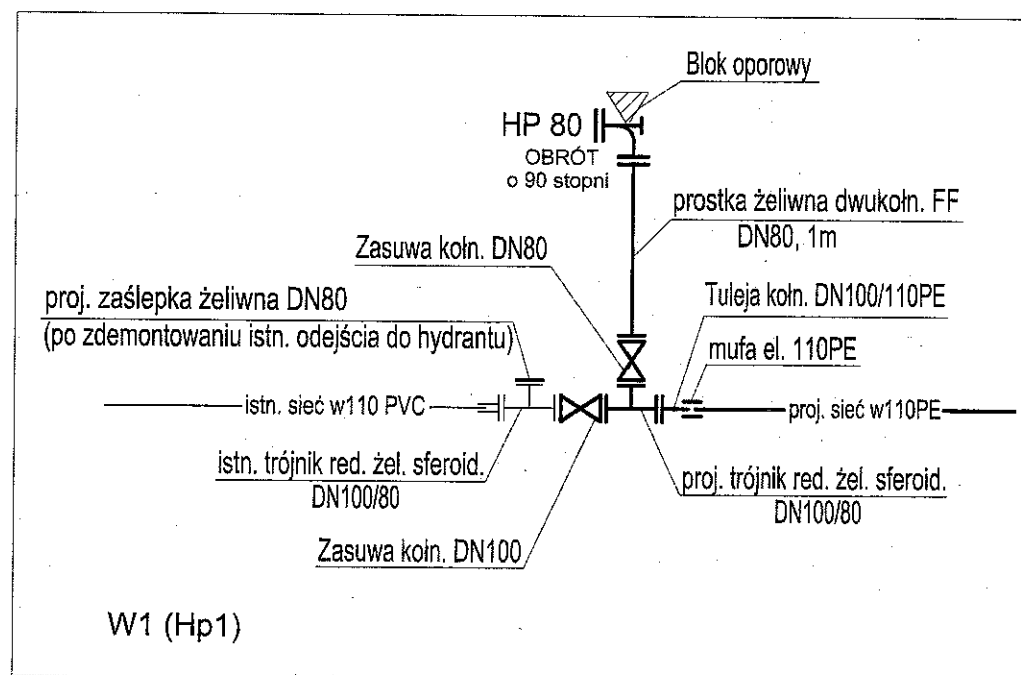 Blok oporowy
HP 80
OBRÓT
o 90 stopni
prostka żeliwna dwukołn. FF
DN80, 1m
Zasuwa kołn. DN80
proj. zaślepka żeliwna DN80
(po zdemontowaniu istn. odejścia do hydrantu)
Tuleja kołn. DN100/110PE
mufa el. 110PE
istn. sieć w110 PVC
proj. sieć w110PE
istn. trójnik red. żel. sferoid.
DN100/80
proj. trójnik red. żel. sferoid.
DN100/80
Zasuwa kołn. DN100
W1 (Hp1)